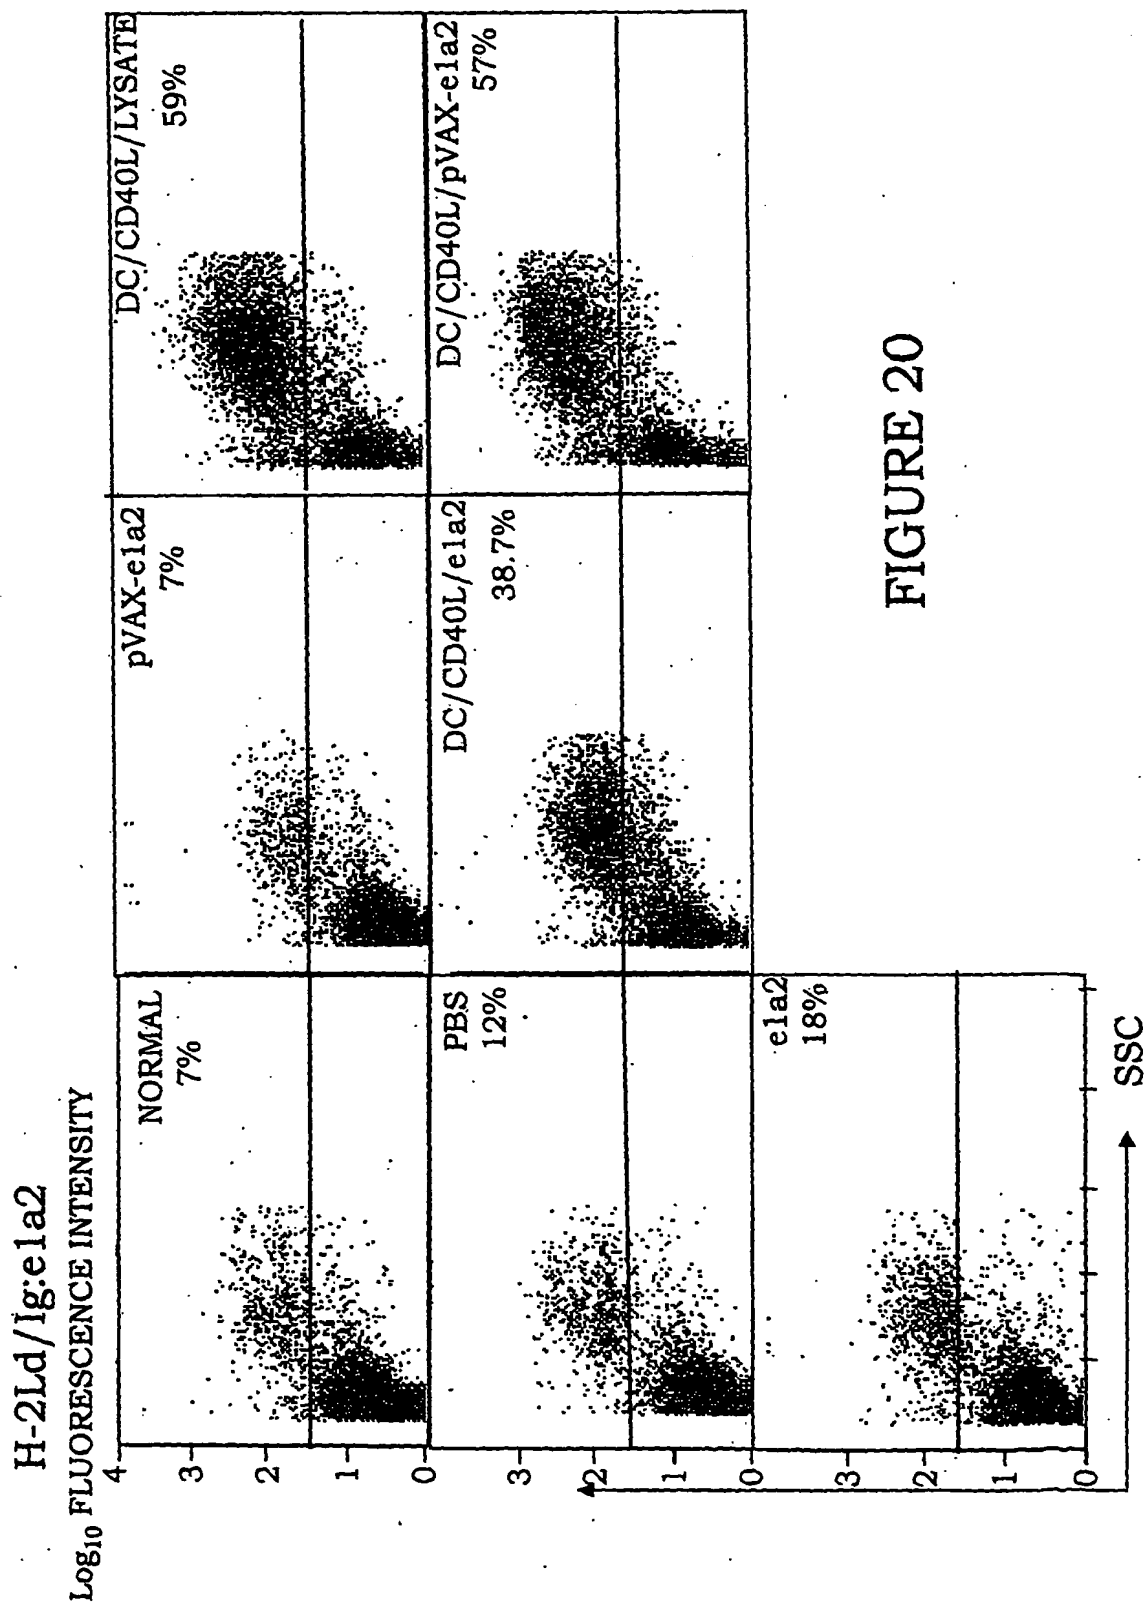 H-2Ld/Ig:e1a2
Log10 FLUORESCENCE INTENSITY
4
3
2
1
0
NORMAL
7%
pVAX-e1a2
7%
DC/CD40L/LYSATE
59%
3
2
1
0
PBS
12%
DC/CD40L/e1a2
38.7%
DC/CD40L/pVAX-e1a2
57%
3
2
1
0
e1a2
18%
SSC
FIGURE 20